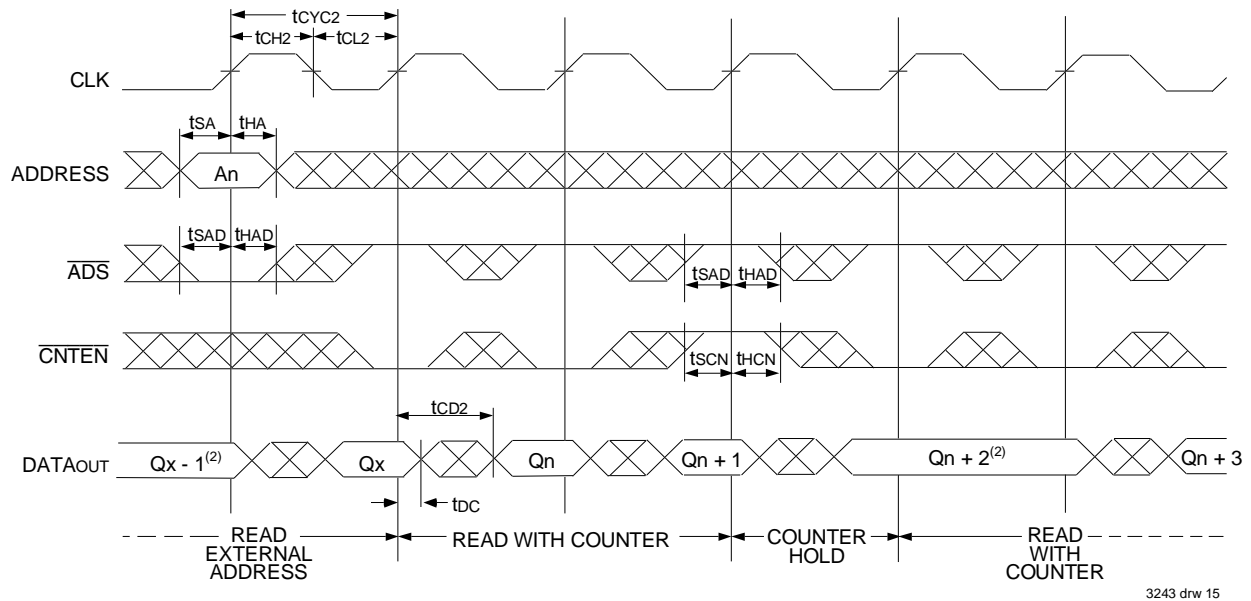 tCYC2
tCH2 tCL2
CLK
tSA tHA
ADDRESS An
tSAD tHAD
ADS
tSAD tHAD
CNTEN
tSCN tHCN
tCD2
DATAOUT Qx - 1(2) Qx Qn Qn + 1 Qn + 2(2) Qn + 3
tDC
READ EXTERNAL ADDRESS
READ WITH COUNTER
COUNTER HOLD
READ WITH COUNTER
3243 drw 15